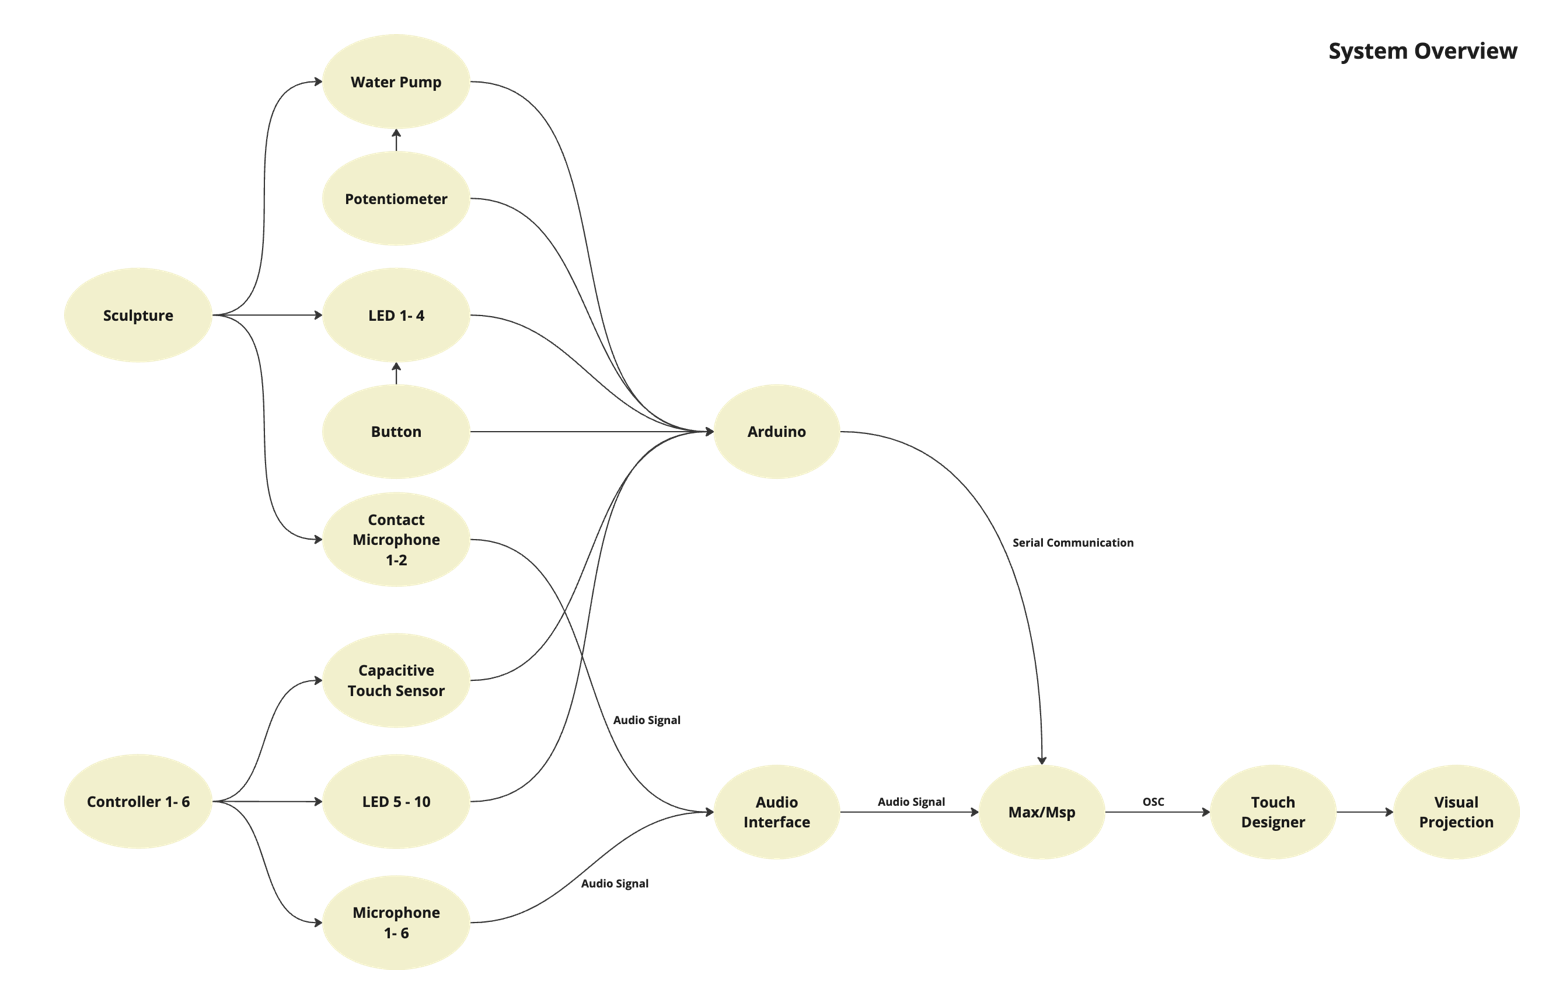 System Overview
Water Pump
Potentiometer
Sculpture
LED 1- 4
Button
Arduino
Contact
Microphone
1-2
Serial Communication
Capacitive
Touch Sensor
Audio Signal
Controller 1- 6
LED 5 - 10
Audio
Interface
Audio Signal
Max/Msp
OSC
Touch
Designer
Visual
Projection
Audio Signal
Microphone
1- 6